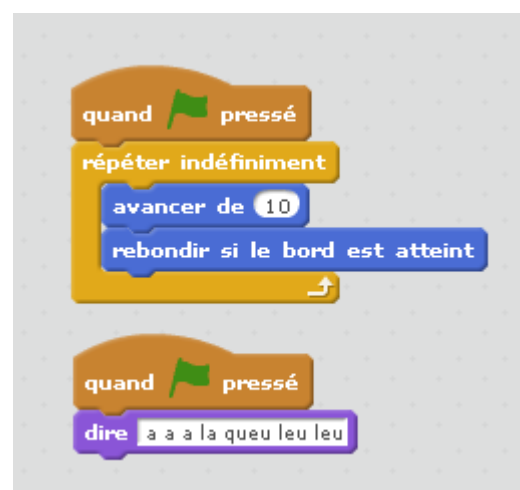 quand pressé
répéter indéfiniment
avancer de 10
rebondir si le bord est atteint
quand pressé
dire a a a la queu leu leu